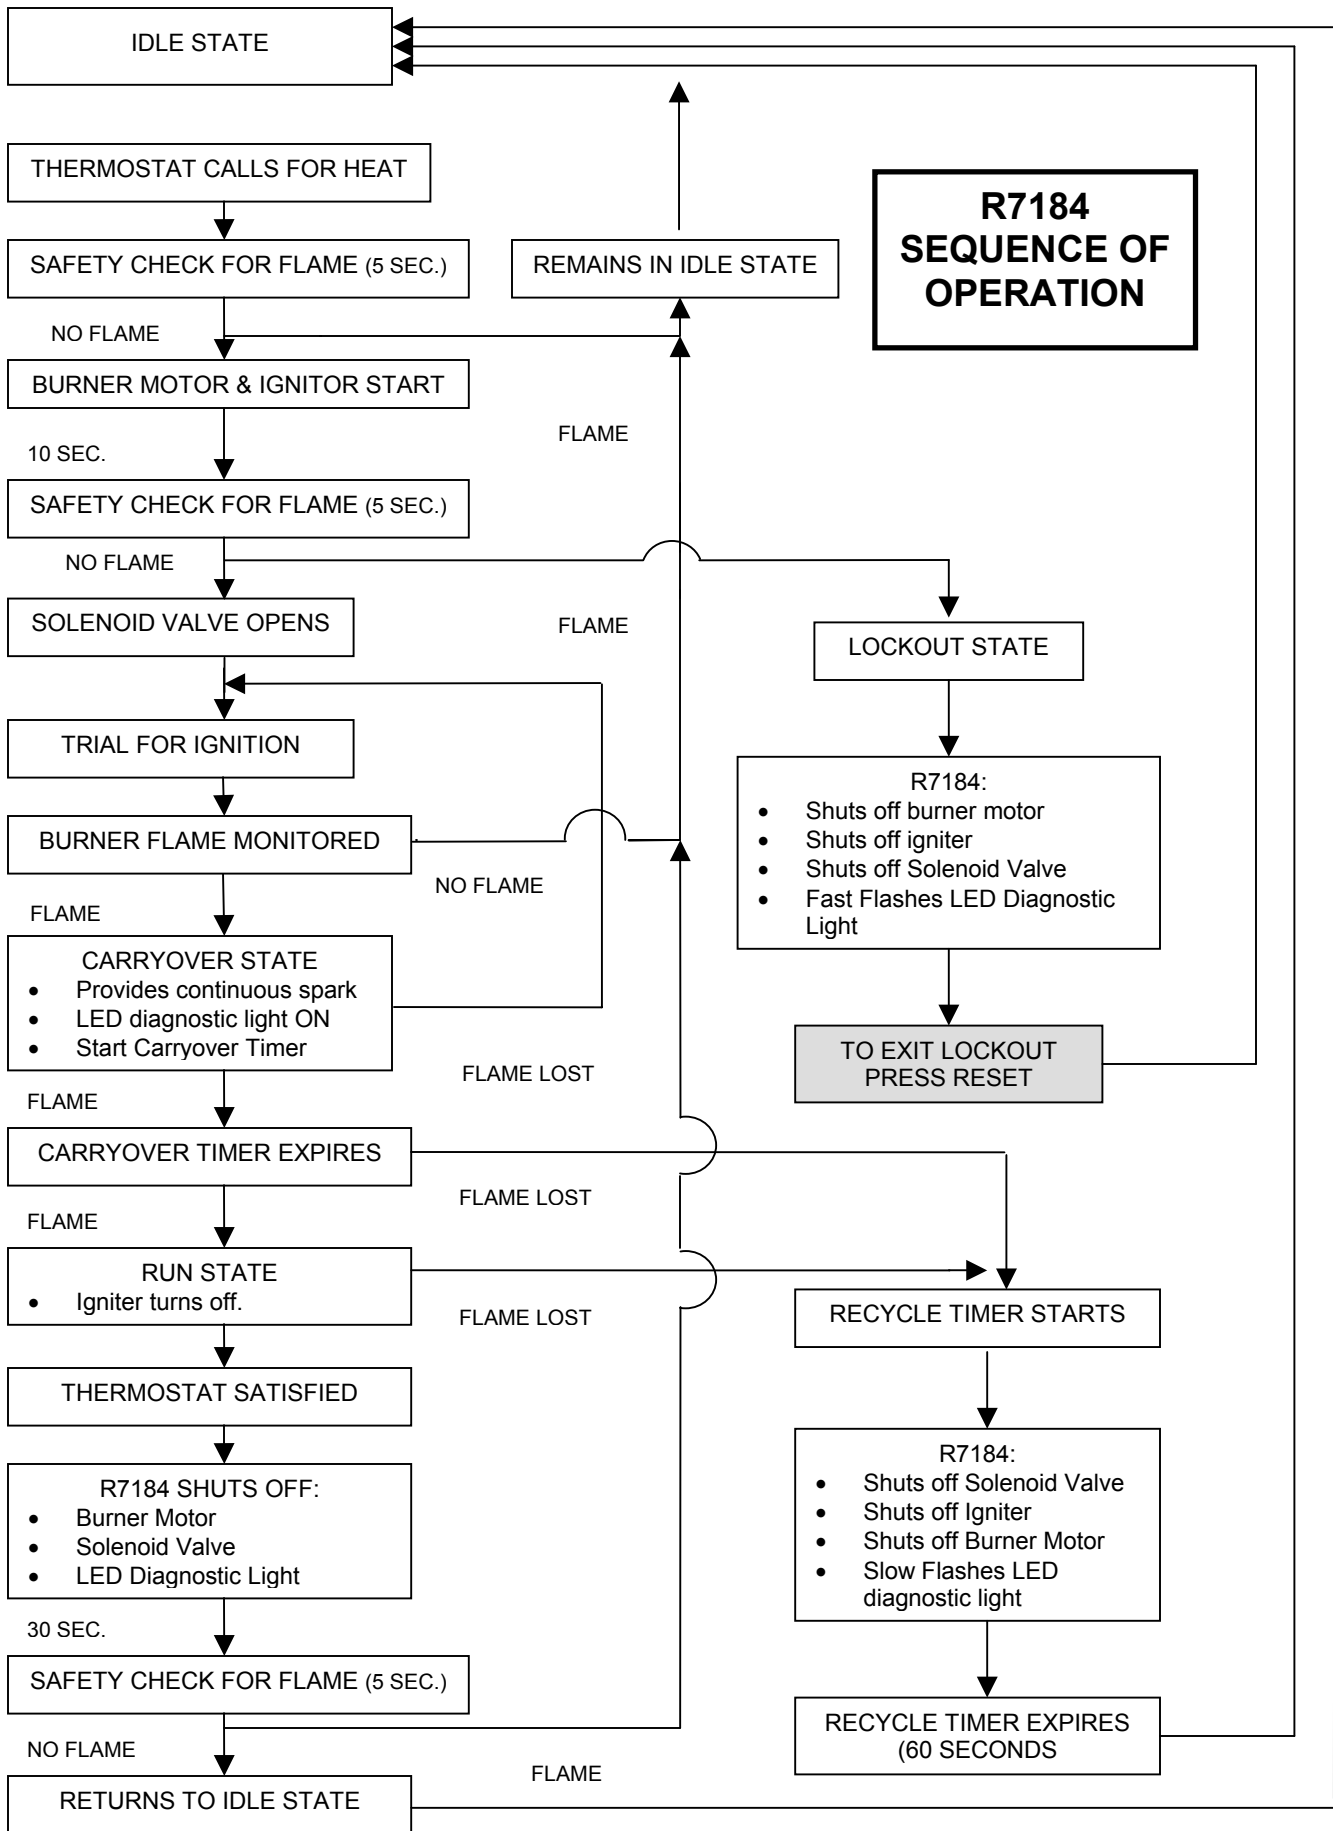 IDLE STATE
THERMOSTAT CALLS FOR HEAT
R7184
SEQUENCE OF
OPERATION
SAFETY CHECK FOR FLAME (5 SEC.)
REMAINS IN IDLE STATE
NO FLAME
BURNER MOTOR & IGNITOR START
FLAME
10 SEC.
SAFETY CHECK FOR FLAME (5 SEC.)
NO FLAME
SOLENOID VALVE OPENS
FLAME
LOCKOUT STATE
TRIAL FOR IGNITION
R7184:
• Shuts off burner motor
• Shuts off igniter
• Shuts off Solenoid Valve
• Fast Flashes LED Diagnostic
Light
BURNER FLAME MONITORED
NO FLAME
FLAME
CARRYOVER STATE
• Provides continuous spark
• LED diagnostic light ON
• Start Carryover Timer
TO EXIT LOCKOUT
PRESS RESET
FLAME LOST
FLAME
CARRYOVER TIMER EXPIRES
FLAME LOST
FLAME
RUN STATE
• Igniter turns off.
FLAME LOST
RECYCLE TIMER STARTS
THERMOSTAT SATISFIED
R7184 SHUTS OFF:
• Burner Motor
• Solenoid Valve
• LED Diagnostic Light
R7184:
• Shuts off Solenoid Valve
• Shuts off Igniter
• Shuts off Burner Motor
• Slow Flashes LED
diagnostic light
30 SEC.
SAFETY CHECK FOR FLAME (5 SEC.)
RECYCLE TIMER EXPIRES
(60 SECONDS
NO FLAME
FLAME
RETURNS TO IDLE STATE